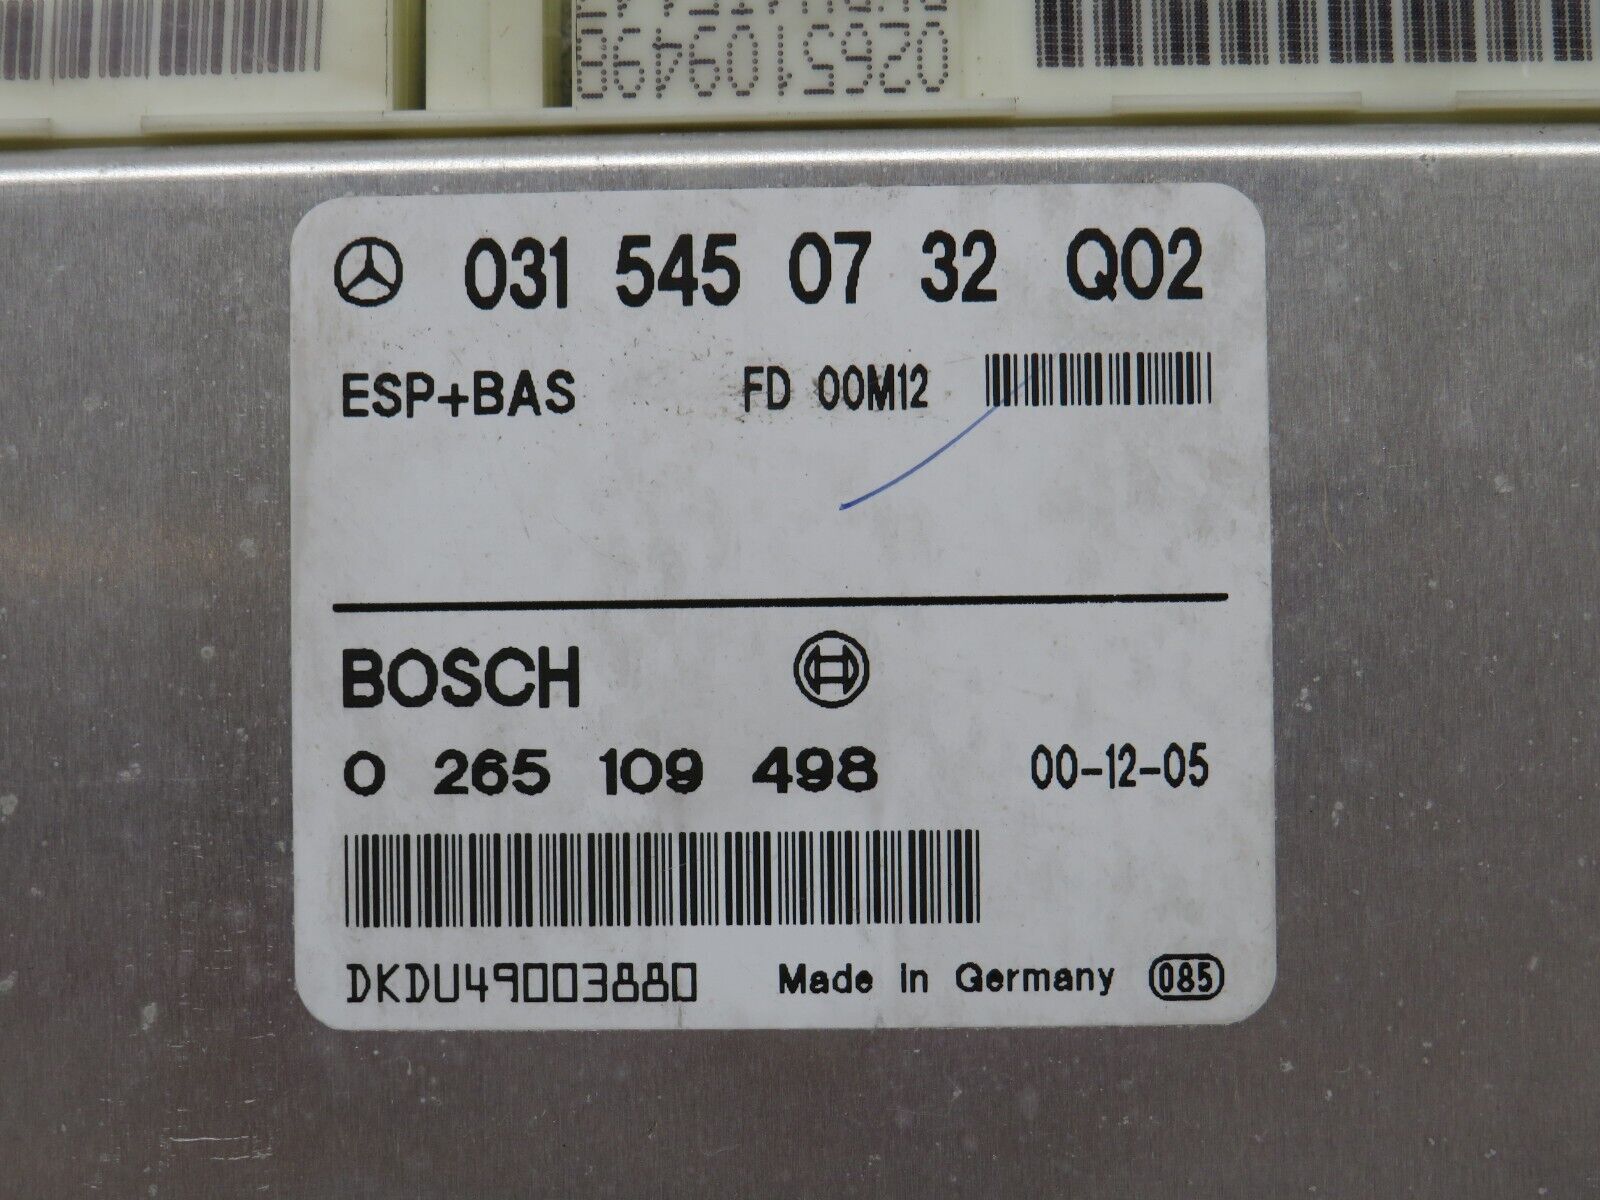 0265109498
031 545 07 32 Q02
ESP+BAS FD 00M12
BOSCH
0 265 109 498 00-12-05
DKDU49003880 Made in Germany 085